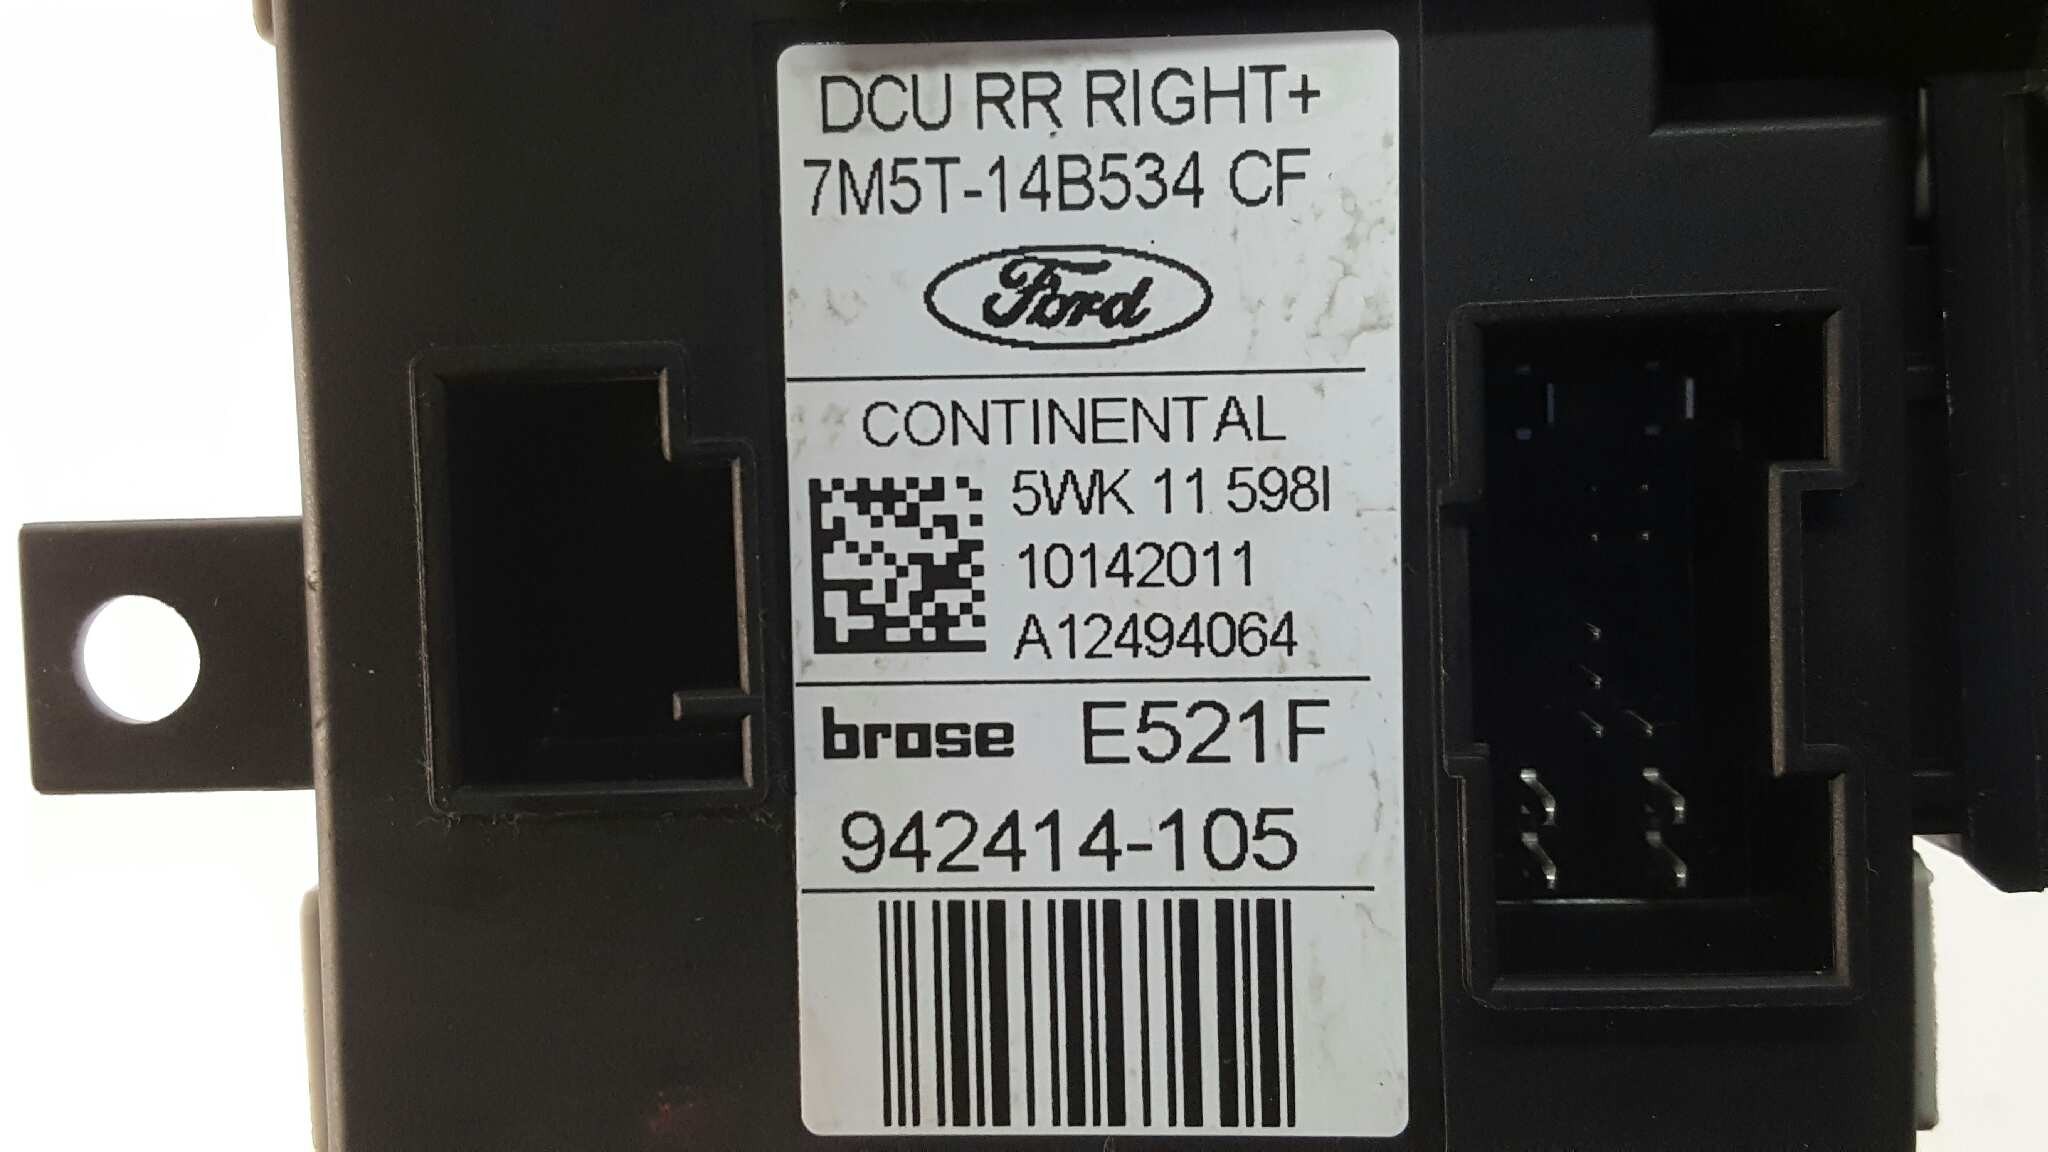 DCU RR RIGHT+
7M5T-14B534 CF
Ford
CONTINENTAL
5WK 11 598I
10142011
A12494064
brose E521F
942414-105